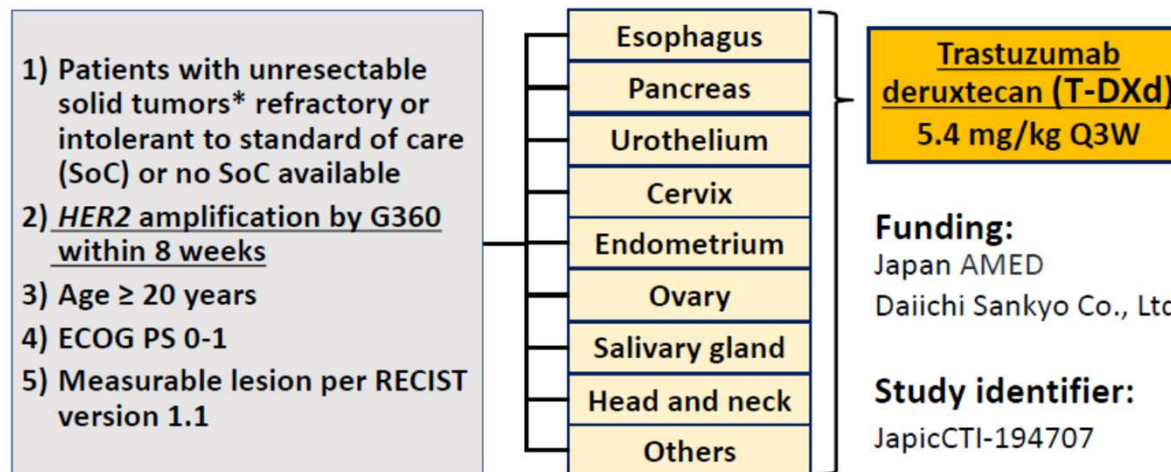 1) Patients with unresectable
solid tumors* refractory or
intolerant to standard of care
(SoC) or no SoC available
2) HER2 amplification by G360
within 8 weeks
3) Age ≥ 20 years
4) ECOG PS 0-1
5) Measurable lesion per RECIST
version 1.1
Esophagus
Pancreas
Urothelium
Cervix
Endometrium
Ovary
Salivary gland
Head and neck
Others
Trastuzumab
deruxtecan (T-DXd)
5.4 mg/kg Q3W
Funding:
Japan AMED
Daiichi Sankyo Co., Ltd
Study identifier:
JapicCTI-194707